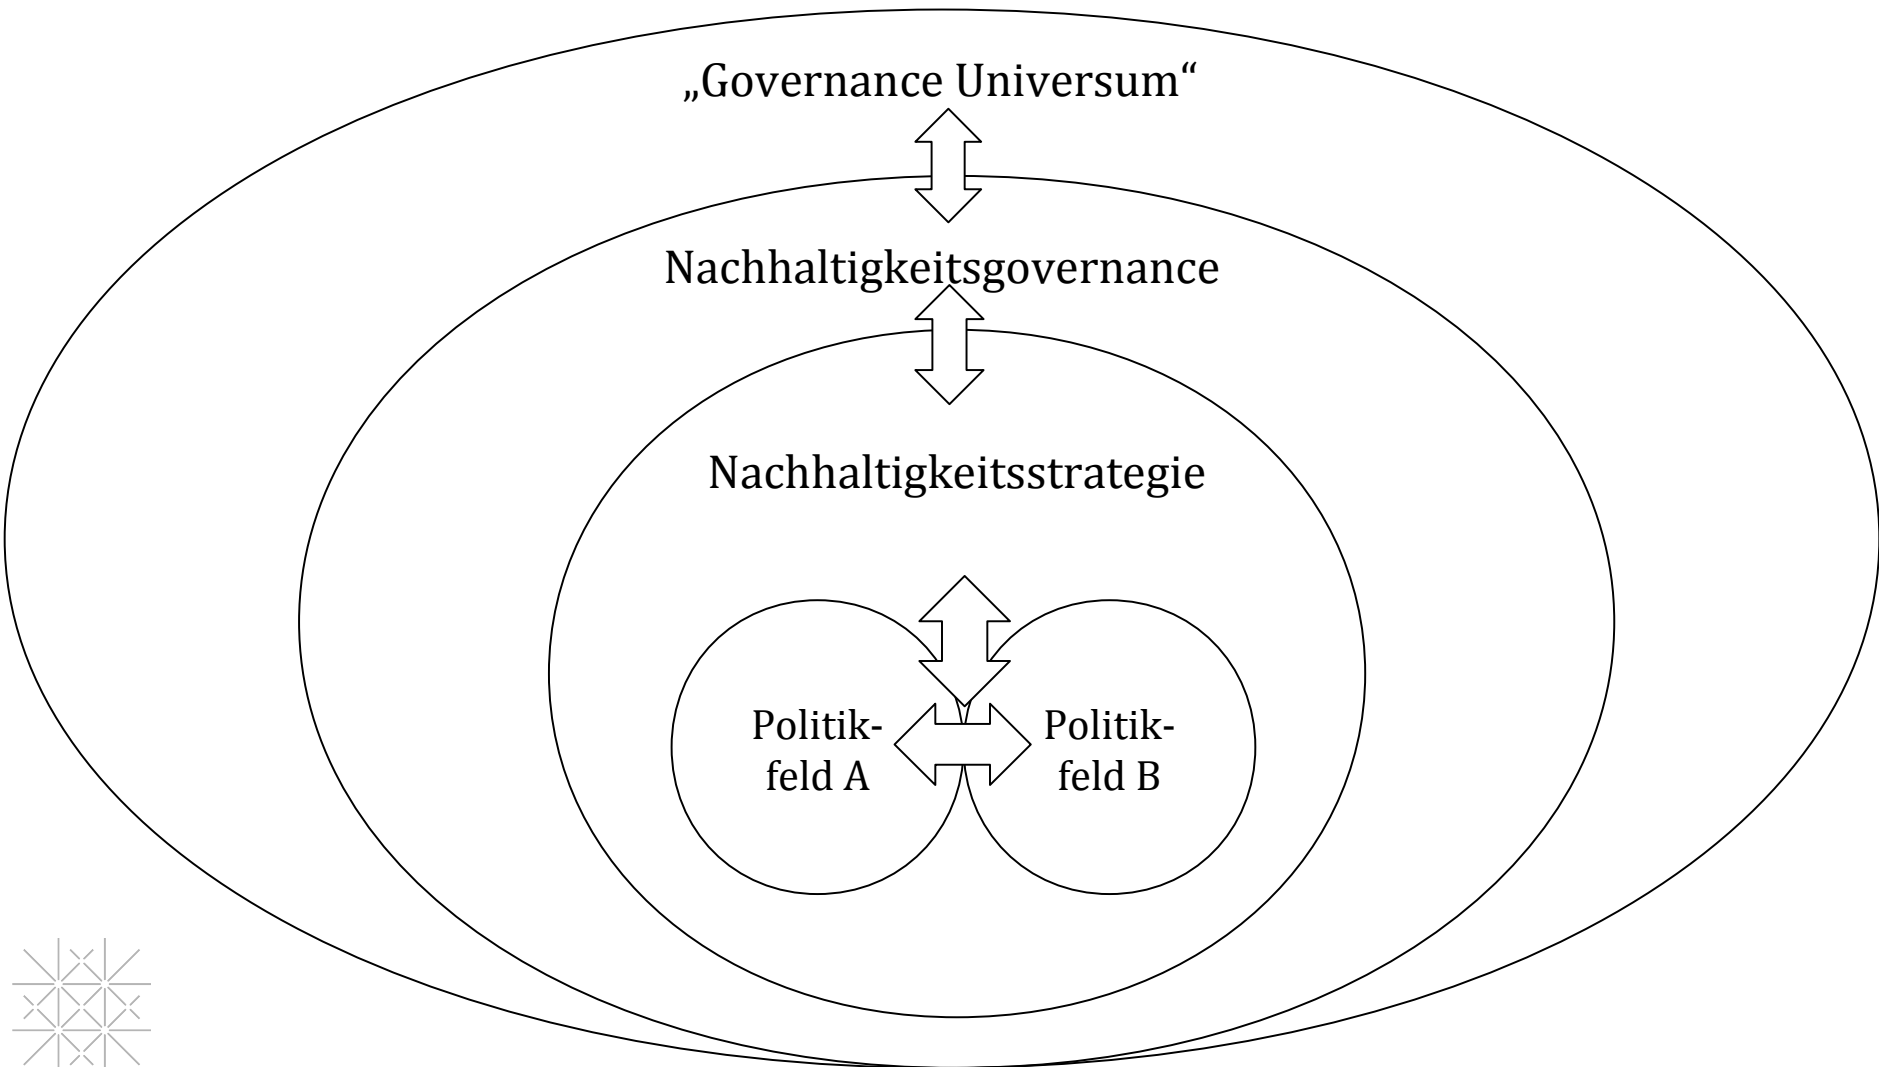 „Governance Universum“
Nachhaltigkeitsgovernance
Nachhaltigkeitsstrategie
Politik-
feld A
Politik-
feld B